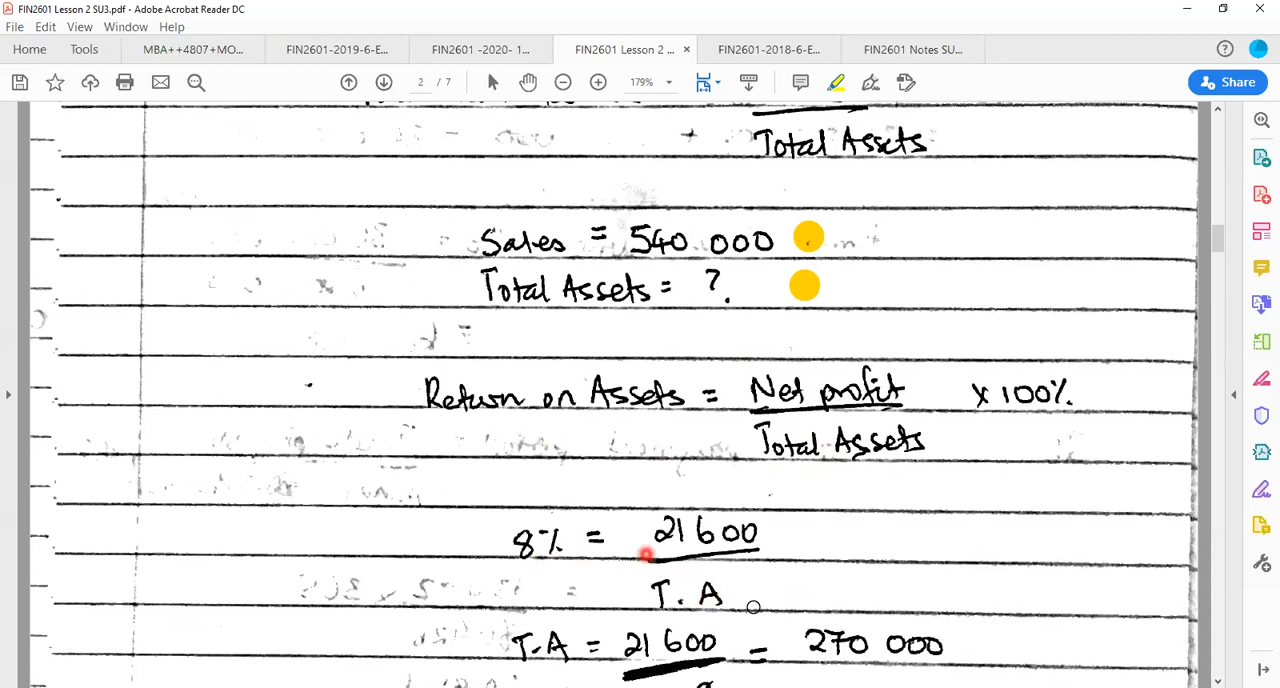 FIN2601 Lesson 2 SU3.pdf - Adobe Acrobat Reader DC
File Edit View Window Help
Home Tools MBA++4807+MO... FIN2601-2019-6-E... FIN2601 -2020- 1... FIN2601 Lesson 2 ... × FIN2601-2018-6-E... FIN2601 Notes SU...
2 / 7 179% Share
Total Assets
Sales = 540 000
Total Assets = ?.
Return on Assets = Net profit × 100%
Total Assets
8% = 21 600
T.A
T.A = 21 600 = 270 000